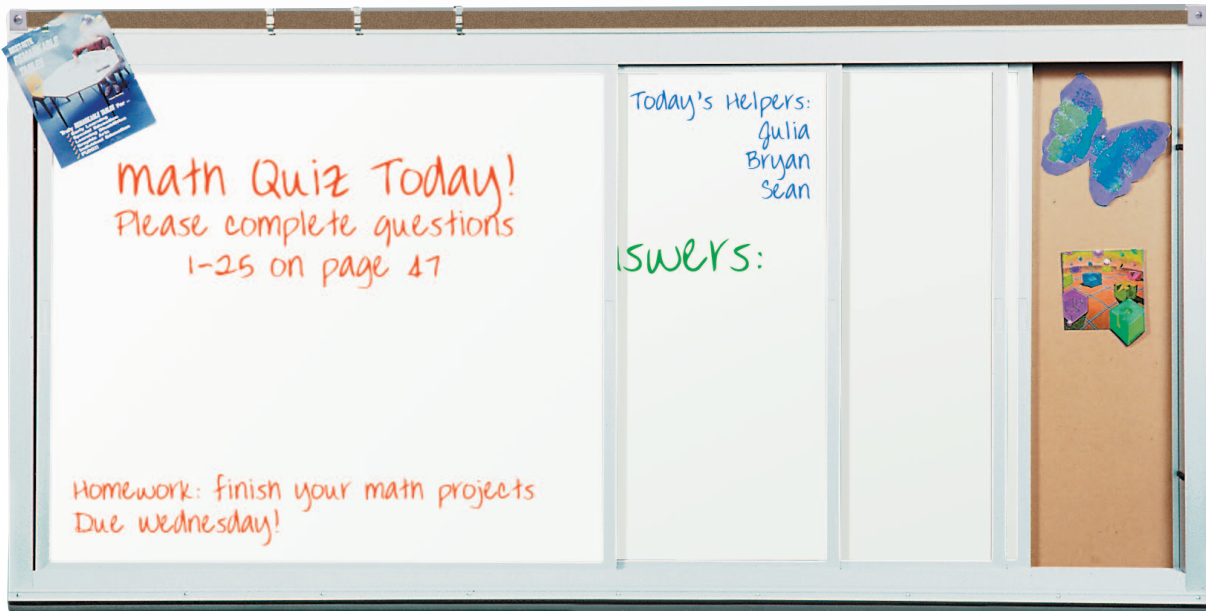 math Quiz Today!
Please complete questions
1-25 on page 47
Homework: finish your math projects
Due Wednesday!
Today's Helpers:
Julia
Bryan
Sean
swers: